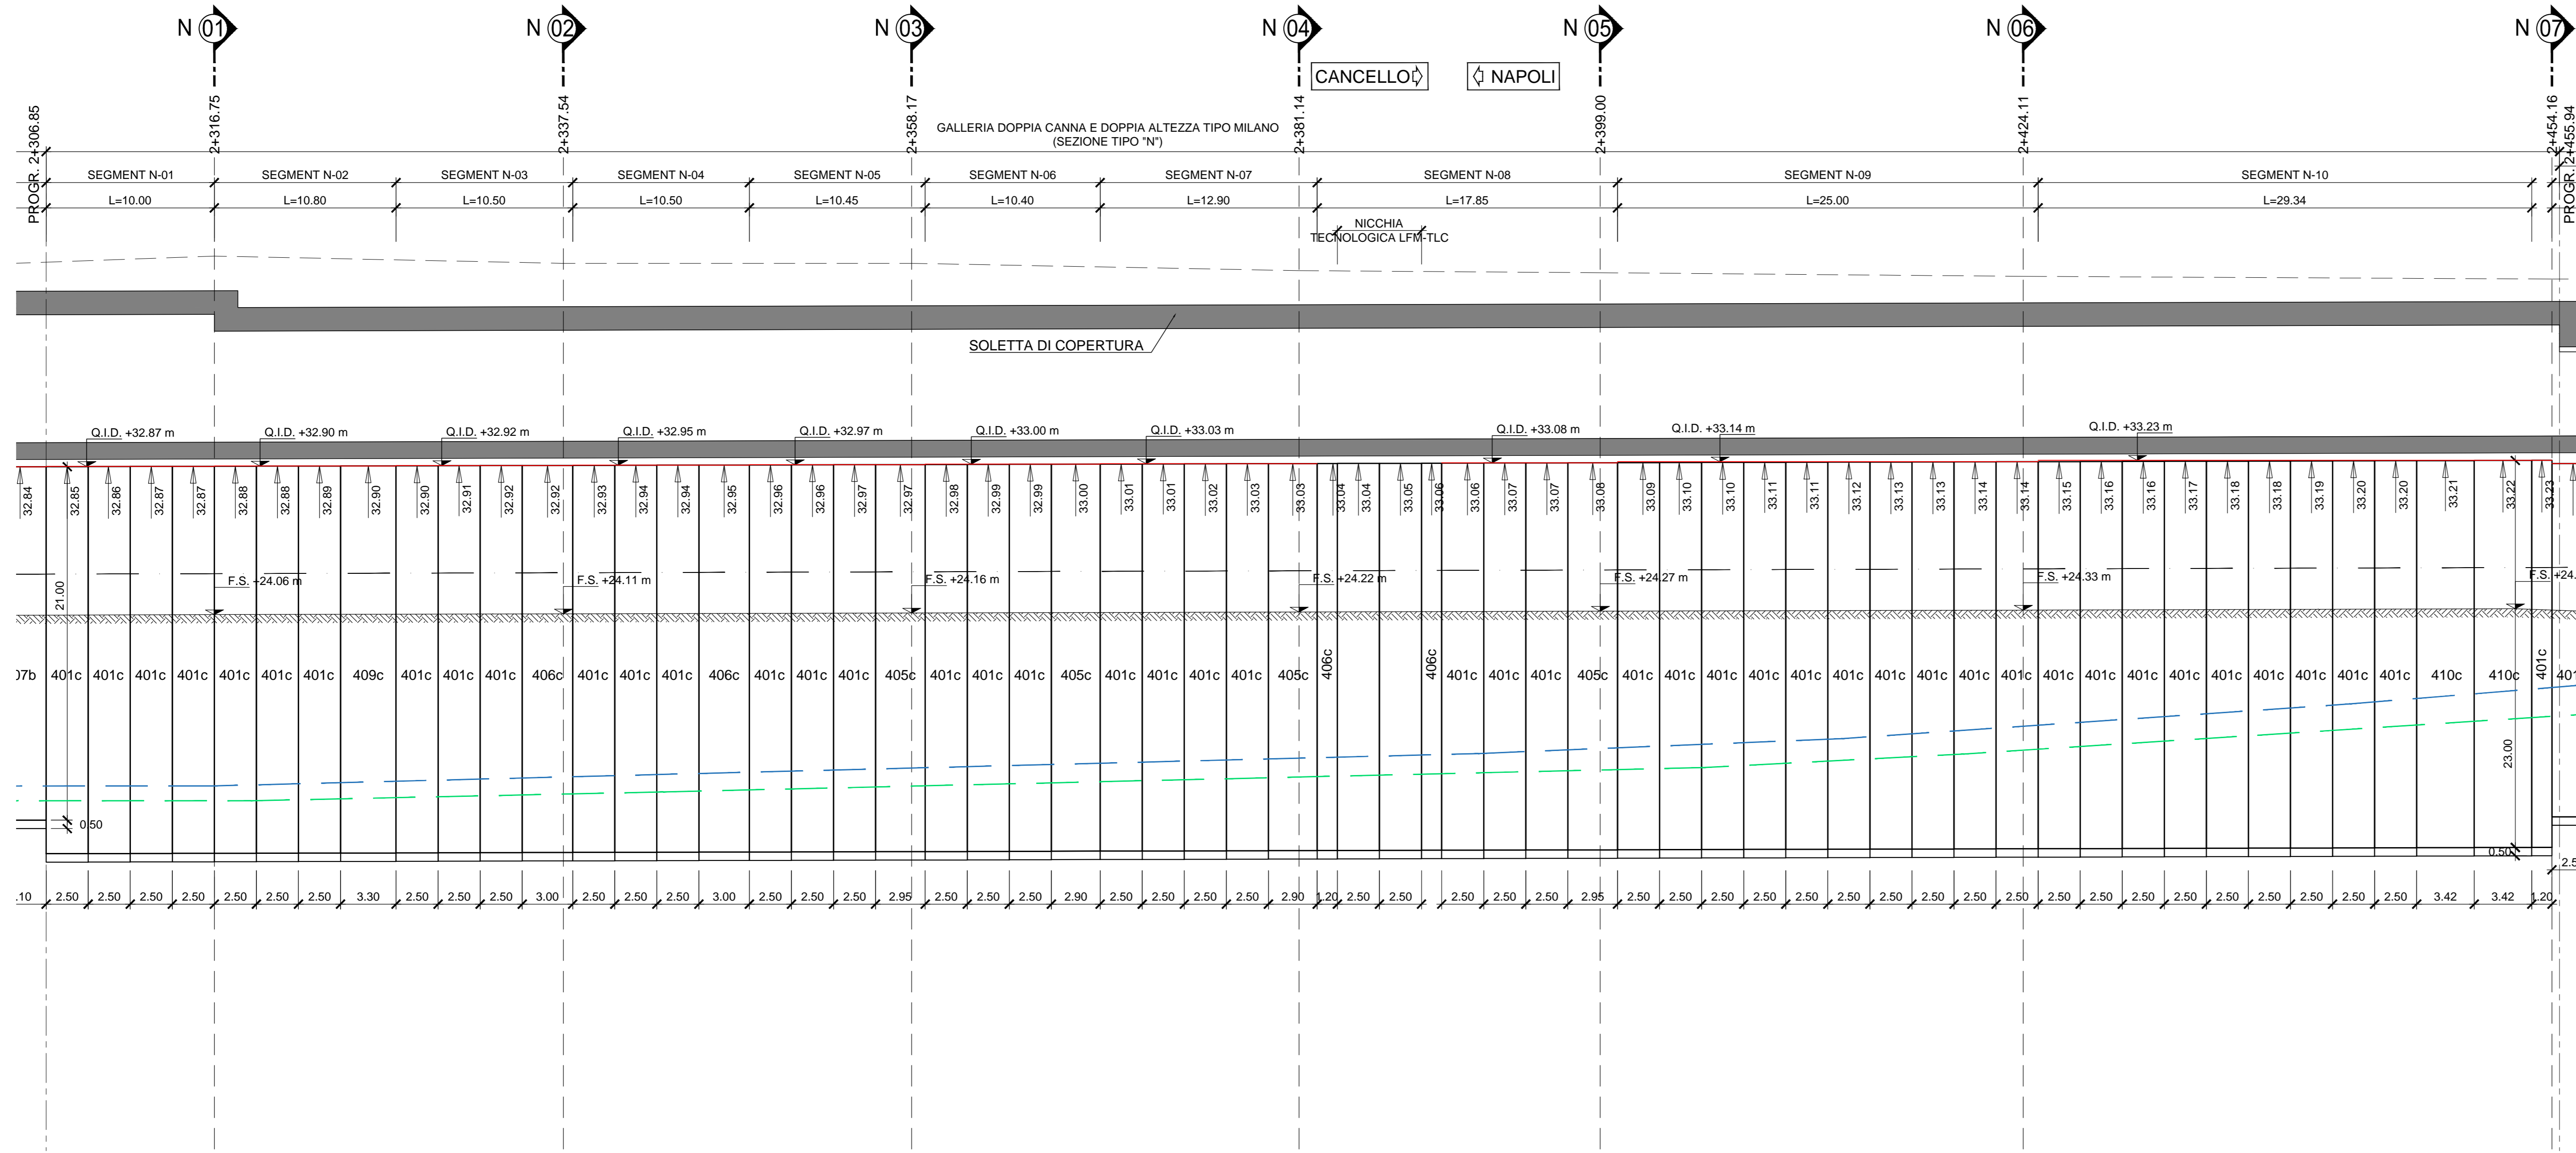 N 01 N 02 N 03 N 04 N 05 N 06 N 07
CANCELLO NAPOLI
PROGR. 2+306.85 2+316.75 2+337.54 2+358.17 2+381.14 2+399.00 2+424.11 2+454.16 PROGR. 2+455.94
GALLERIA DOPPIA CANNA E DOPPIA ALTEZZA TIPO MILANO
(SEZIONE TIPO "N")
SEGMENT N-01 SEGMENT N-02 SEGMENT N-03 SEGMENT N-04 SEGMENT N-05 SEGMENT N-06 SEGMENT N-07 SEGMENT N-08 SEGMENT N-09 SEGMENT N-10
L=10.00 L=10.80 L=10.50 L=10.50 L=10.45 L=10.40 L=12.90 L=17.85 L=25.00 L=29.34
NICCHIA
TECNOLOGICA LFM-TLC
SOLETTA DI COPERTURA
Q.I.D. +32.87 m Q.I.D. +32.90 m Q.I.D. +32.92 m Q.I.D. +32.95 m Q.I.D. +32.97 m Q.I.D. +33.00 m Q.I.D. +33.03 m Q.I.D. +33.08 m Q.I.D. +33.14 m Q.I.D. +33.23 m
32.84 32.85 32.86 32.87 32.87 32.88 32.88 32.89 32.90 32.90 32.91 32.92 32.92 32.93 32.94 32.94 32.95 32.96 32.96 32.97 32.97 32.98 32.99 32.99 33.00 33.01 33.01 33.02 33.03 33.03 33.04 33.04 33.05 33.06 33.06 33.07 33.07 33.08 33.09 33.10 33.10 33.11 33.11 33.12 33.13 33.13 33.14 33.14 33.15 33.16 33.16 33.17 33.18 33.18 33.19 33.20 33.20 33.21 33.22 33.23
21.00
F.S. +24.06 m F.S. +24.11 m F.S. +24.16 m F.S. +24.22 m F.S. +24.27 m F.S. +24.33 m F.S. +24.
07b 401c 401c 401c 401c 401c 401c 401c 409c 401c 401c 401c 406c 401c 401c 401c 406c 401c 401c 401c 405c 401c 401c 401c 405c 401c 401c 401c 401c 405c 406c 406c 401c 401c 401c 405c 401c 401c 401c 401c 401c 401c 401c 401c 401c 401c 401c 401c 401c 401c 401c 401c 401c 401c 401c 410c 410c 401c 401
23.00
0.50 0.50
.10 2.50 2.50 2.50 2.50 2.50 2.50 2.50 3.30 2.50 2.50 2.50 3.00 2.50 2.50 2.50 3.00 2.50 2.50 2.50 2.95 2.50 2.50 2.50 2.90 2.50 2.50 2.50 2.50 2.90 1.20 2.50 2.50 2.50 2.50 2.50 2.95 2.50 2.50 2.50 2.50 2.50 2.50 2.50 2.50 2.50 2.50 2.50 2.50 2.50 2.50 2.50 2.50 2.50 2.50 2.50 3.42 3.42 1.20 2.5